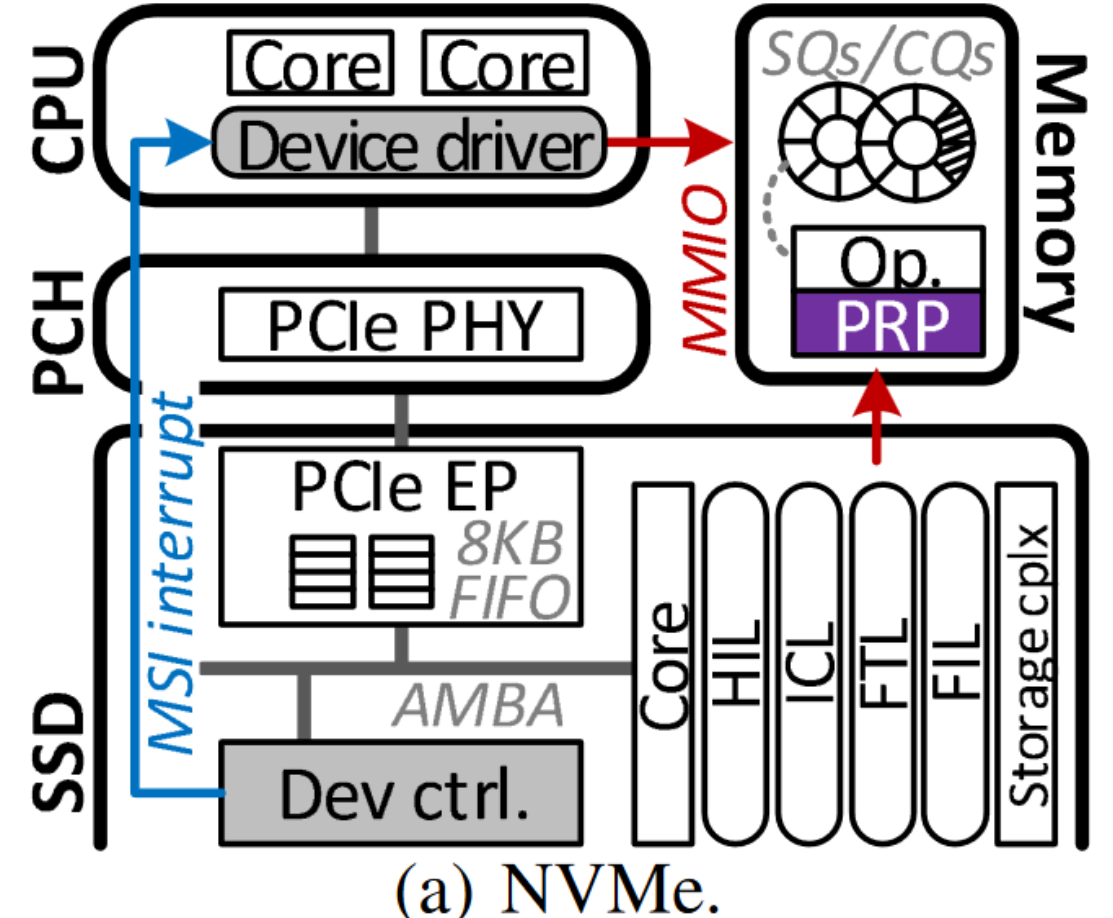 CPU
Core
Core
Device driver
SQs/CQs
Memory
MMIO
Op.
PRP
PCH
PCIe PHY
MSI interrupt
SSD
PCIe EP
8KB
FIFO
AMBA
Dev ctrl.
Core
HIL
ICL
FTL
FIL
Storage cplx
(a) NVMe.